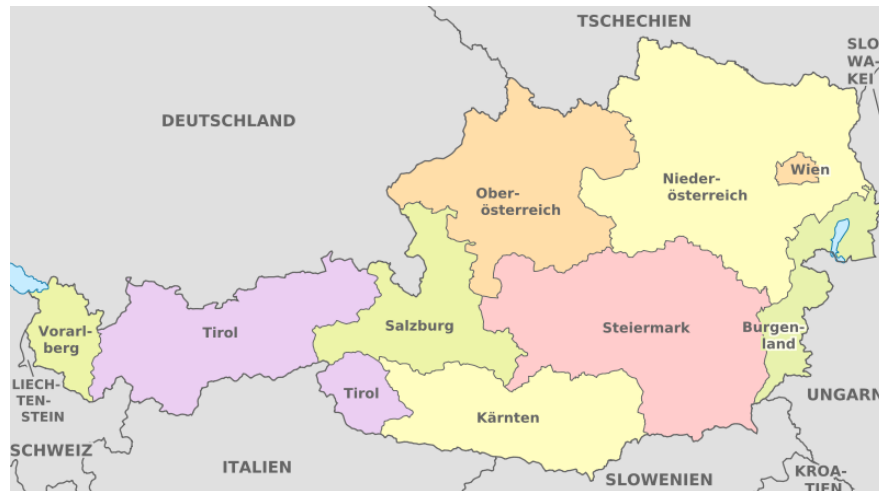 TSCHECHIEN
SLO
WA-
KEI
DEUTSCHLAND
Wien
Nieder-
österreich
Ober-
österreich
Vorarl-
berg
Tirol
Salzburg
Steiermark
Burgen-
land
LIECH-
TEN-
STEIN
Tirol
Kärnten
UNGARN
SCHWEIZ
ITALIEN
SLOWENIEN
KROA-
TIEN